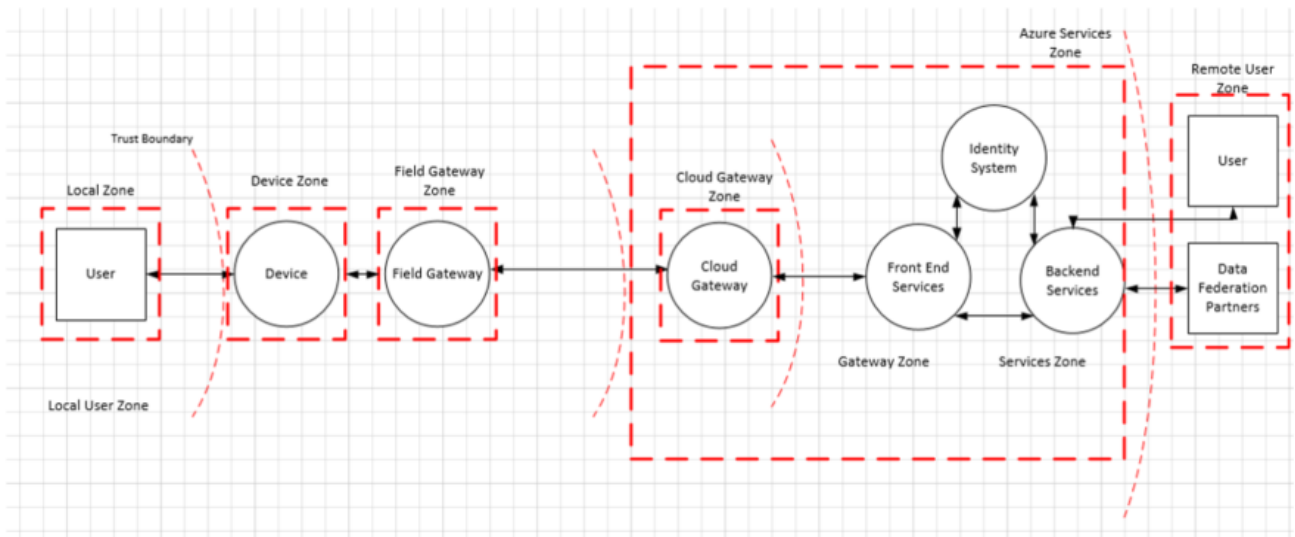 Azure Services
Zone
Remote User
Zone
Trust Boundary
Identity
System
User
Local Zone
Device Zone
Field Gateway
Zone
Cloud Gateway
Zone
User
Device
Field Gateway
Cloud
Gateway
Front End
Services
Backend
Services
Data
Federation
Partners
Gateway Zone
Services Zone
Local User Zone